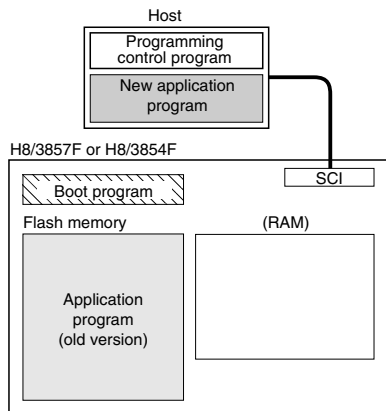 Host
Programming
control program
New application
program
H8/3857F or H8/3854F
SCI
Boot program
Flash memory
(RAM)
Application
program
(old version)